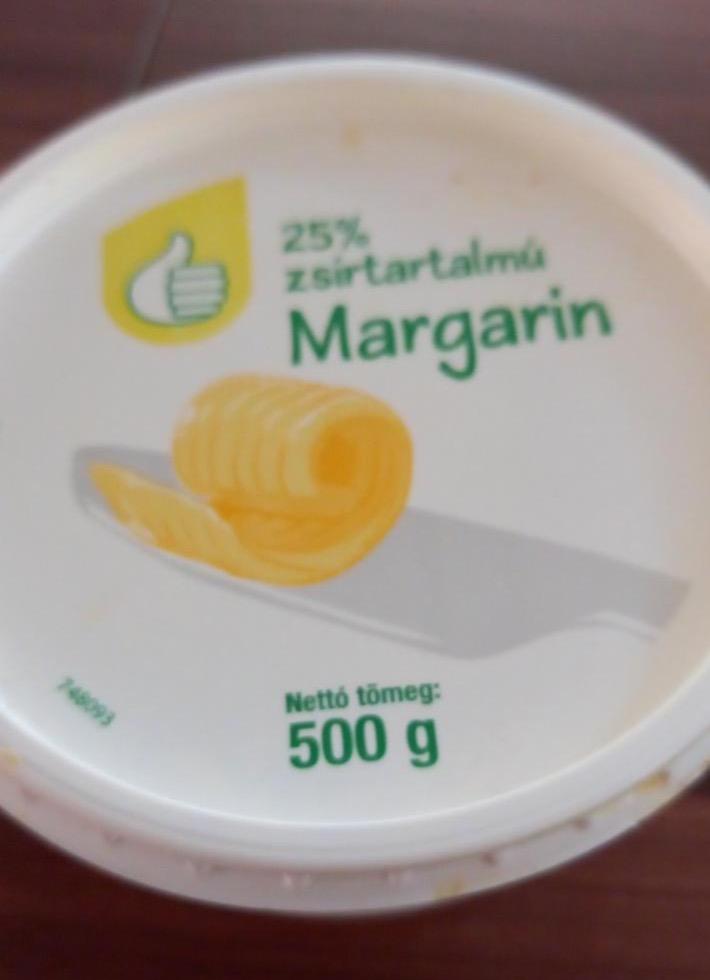 25%
zsírtartalmú
Margarin
Nettó tömeg:
500 g
748093